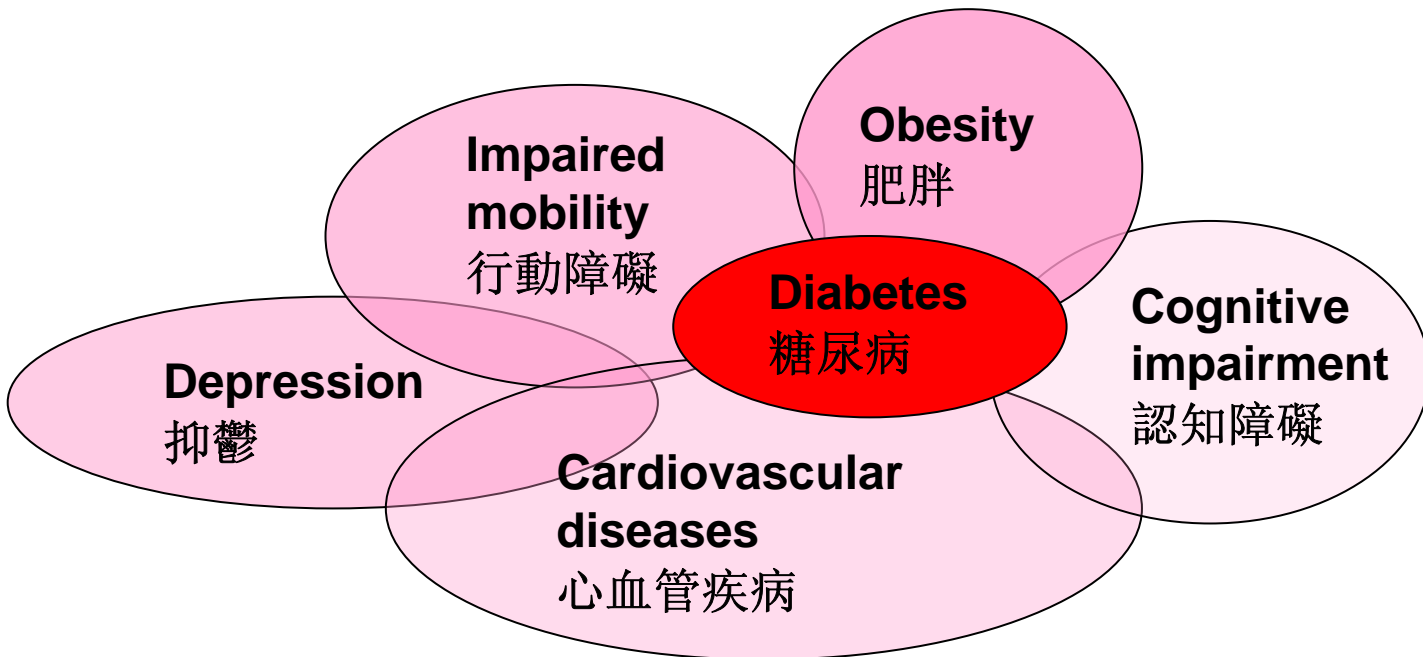 Obesity
肥胖
Impaired
mobility
行動障礙
Diabetes
糖尿病
Cognitive
impairment
認知障礙
Depression
抑鬱
Cardiovascular
diseases
心血管疾病